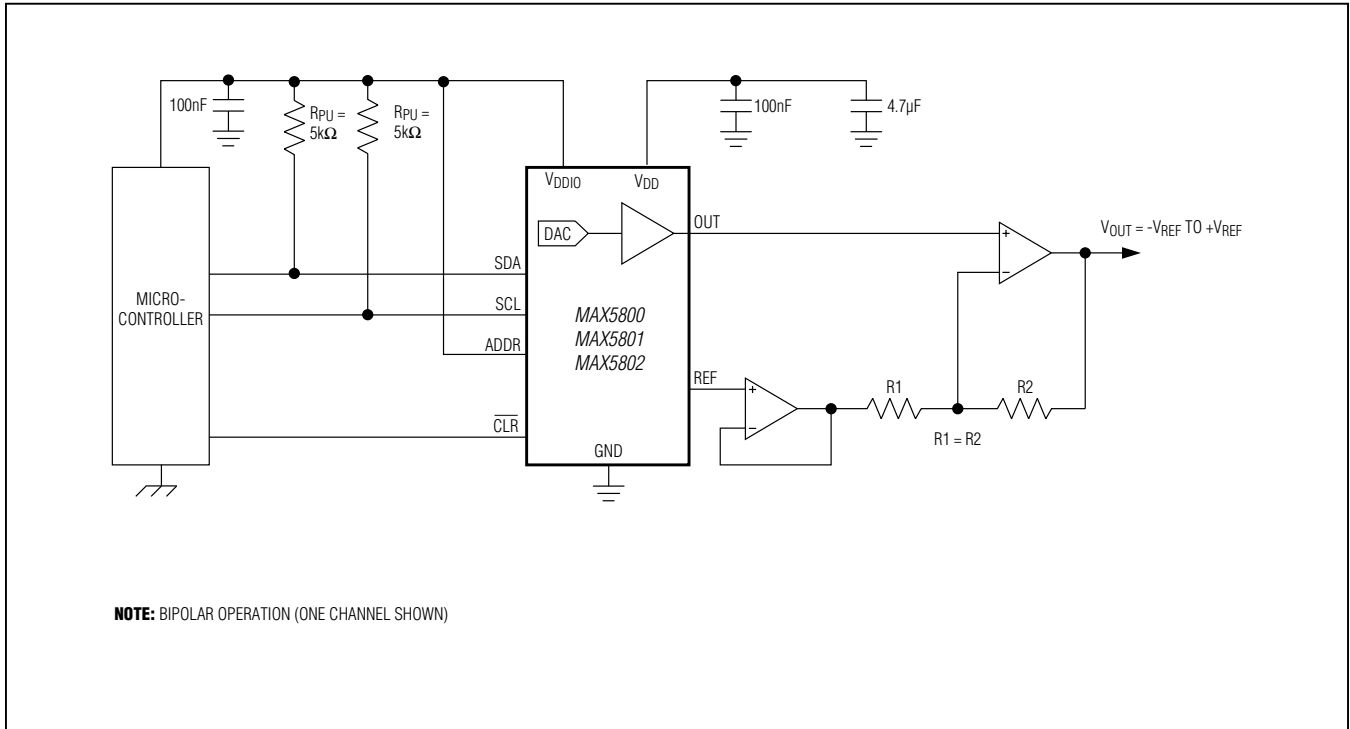 100nF
RPU =
5kΩ
RPU =
5kΩ
100nF
4.7µF
VDDIO
VDD
DAC
OUT
VOUT = -VREF TO +VREF
+
−
SDA
MICRO-
CONTROLLER
SCL
MAX5800
MAX5801
MAX5802
ADDR
REF
+
−
R1
R2
R1 = R2
CLR
GND
NOTE: BIPOLAR OPERATION (ONE CHANNEL SHOWN)